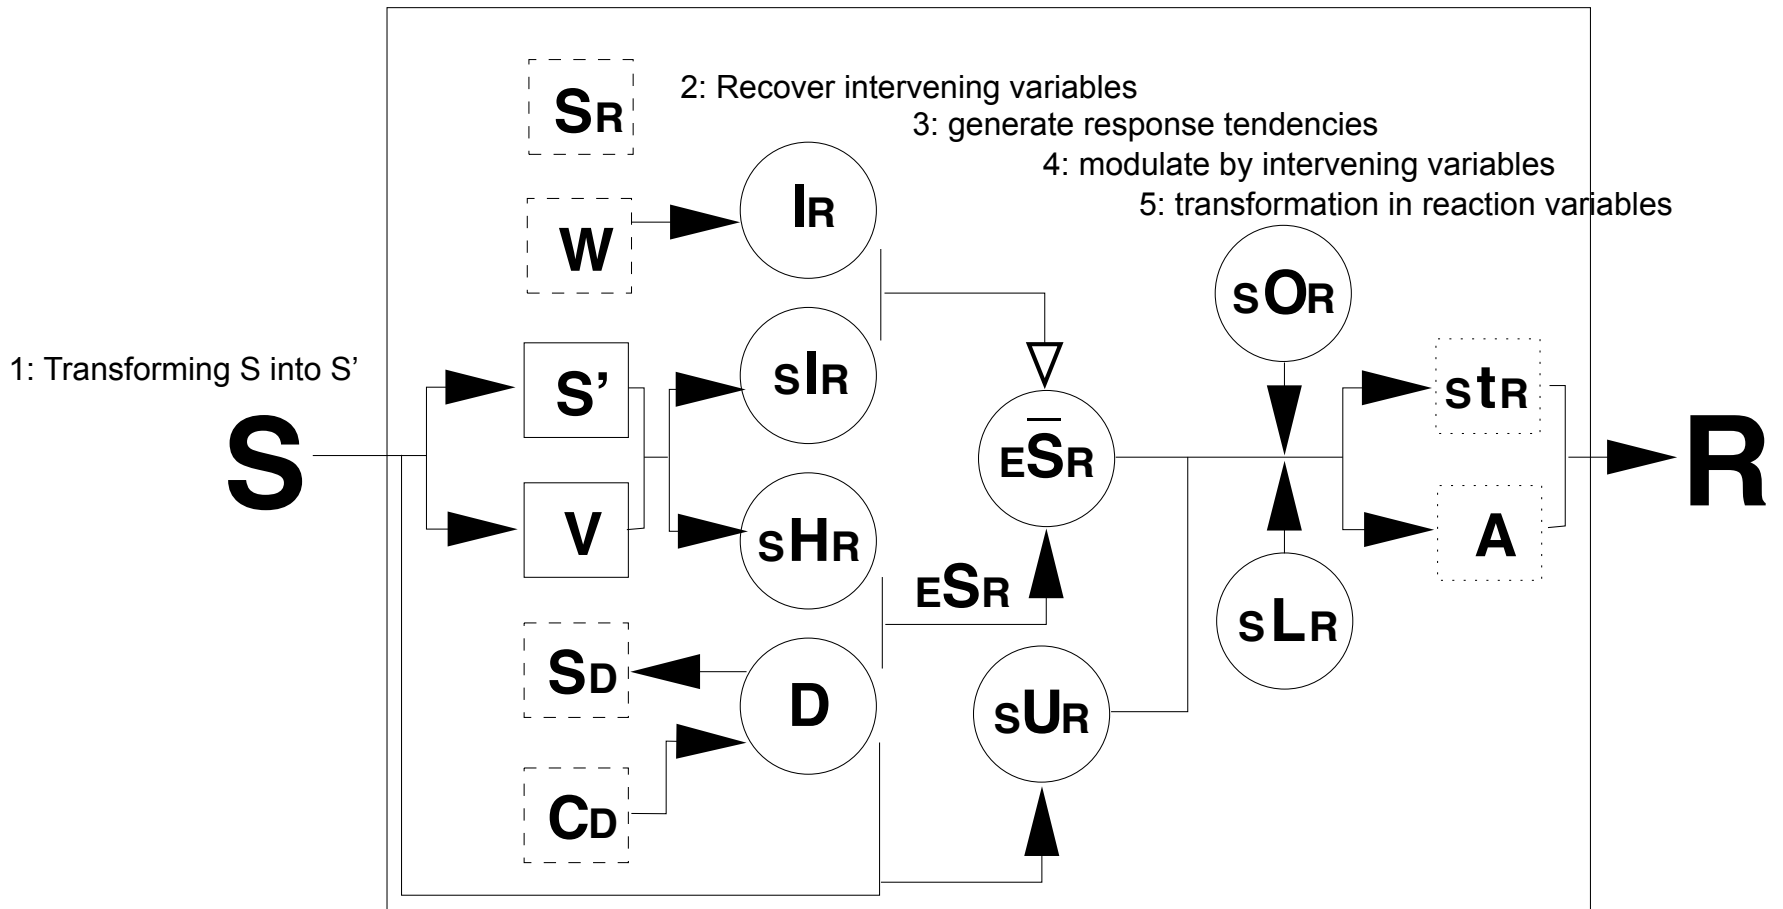 SR
2: Recover intervening variables
3: generate response tendencies
4: modulate by intervening variables
5: transformation in reaction variables
W
IR
sOR
1: Transforming S into S’
S’
sIR
stR
S
ES̅R
R
V
sHR
A
ESR
sLR
SD
D
sUR
CD